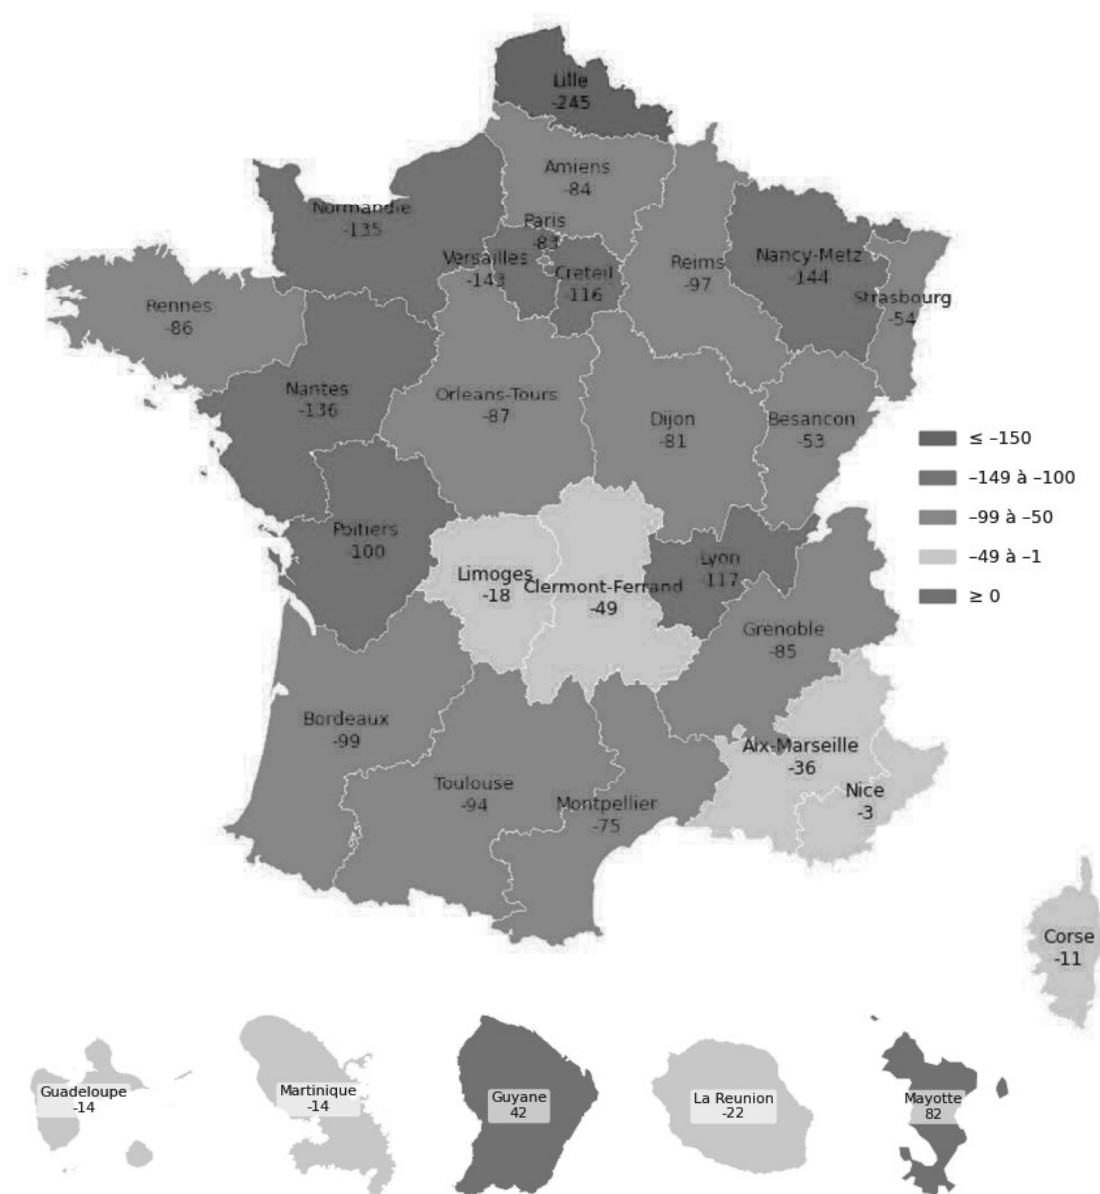 Lille
-245
Amiens
-84
Normandie
-135
Paris
-83
Versailles
-143
Creteil
-116
Reims
-97
Nancy-Metz
-144
Strasbourg
-54
Rennes
-86
Nantes
-136
Orleans-Tours
-87
Dijon
-81
Besancon
-53
≤ –150
–149 à –100
–99 à –50
–49 à –1
≥ 0
Poitiers
-100
Limoges
-18
Clermont-Ferrand
-49
Lyon
-117
Grenoble
-85
Bordeaux
-99
Toulouse
-94
Montpellier
-75
Aix-Marseille
-36
Nice
-3
Corse
-11
Guadeloupe
-14
Martinique
-14
Guyane
42
La Reunion
-22
Mayotte
82